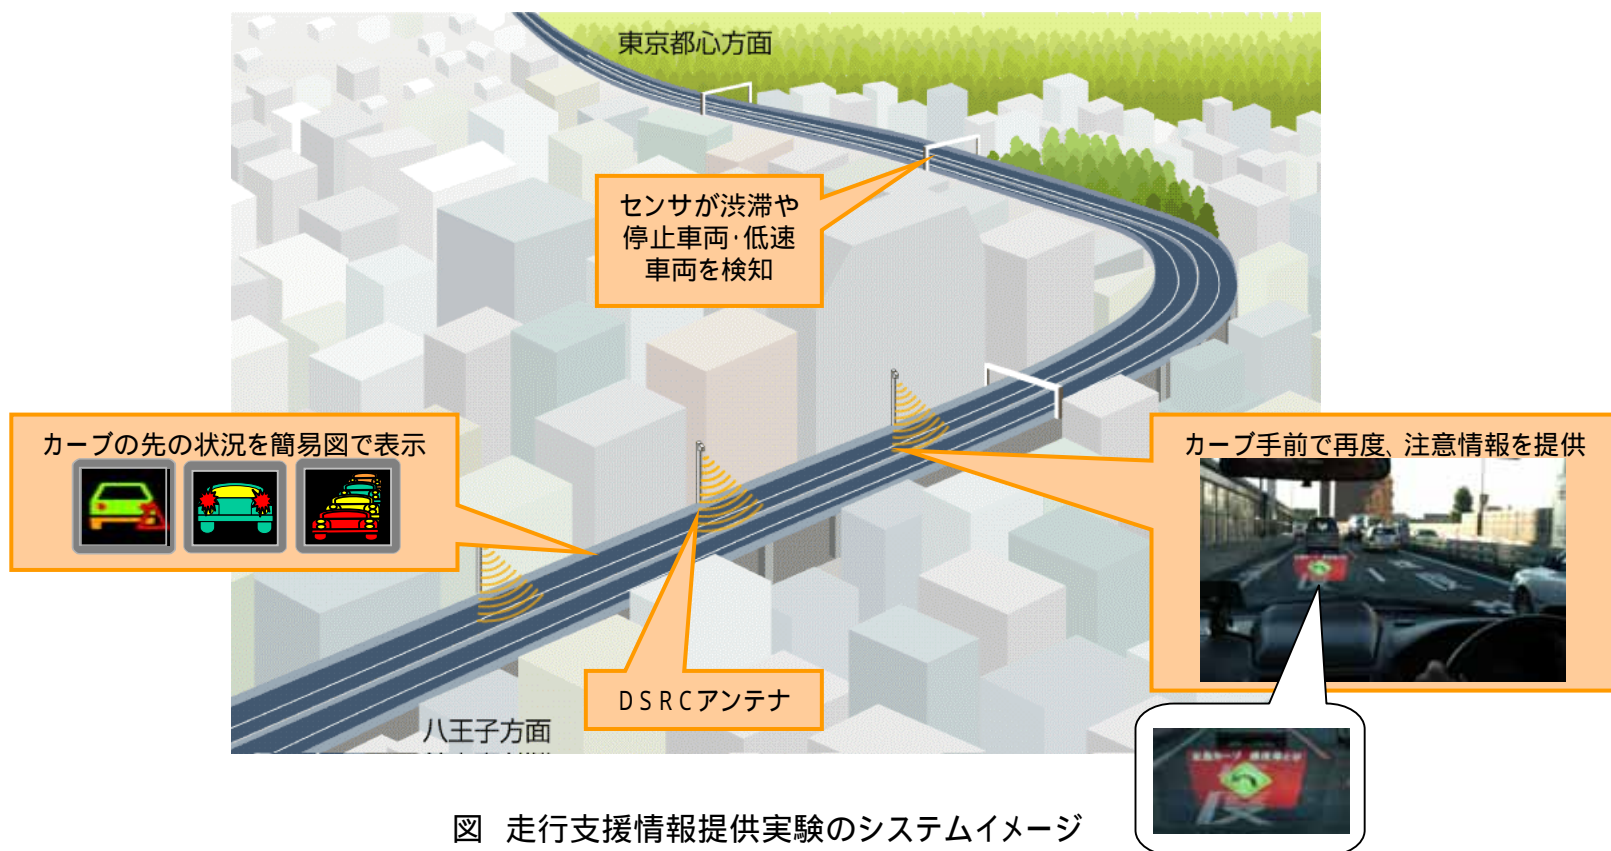 東京都心方面
センサが渋滞や
停止車両・低速
車両を検知
カーブの先の状況を簡易図で表示
カーブ手前で再度、注意情報を提供
DSRCアンテナ
八王子方面
図 走行支援情報提供実験のシステムイメージ